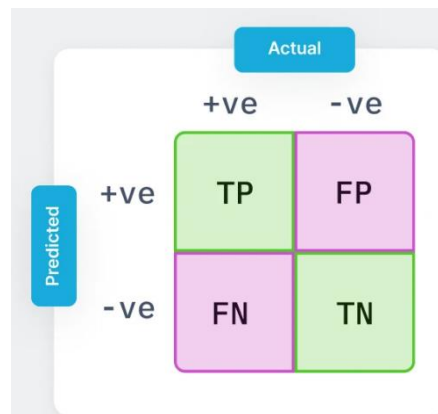 Actual
+ve -ve
Predicted
+ve TP FP
-ve FN TN